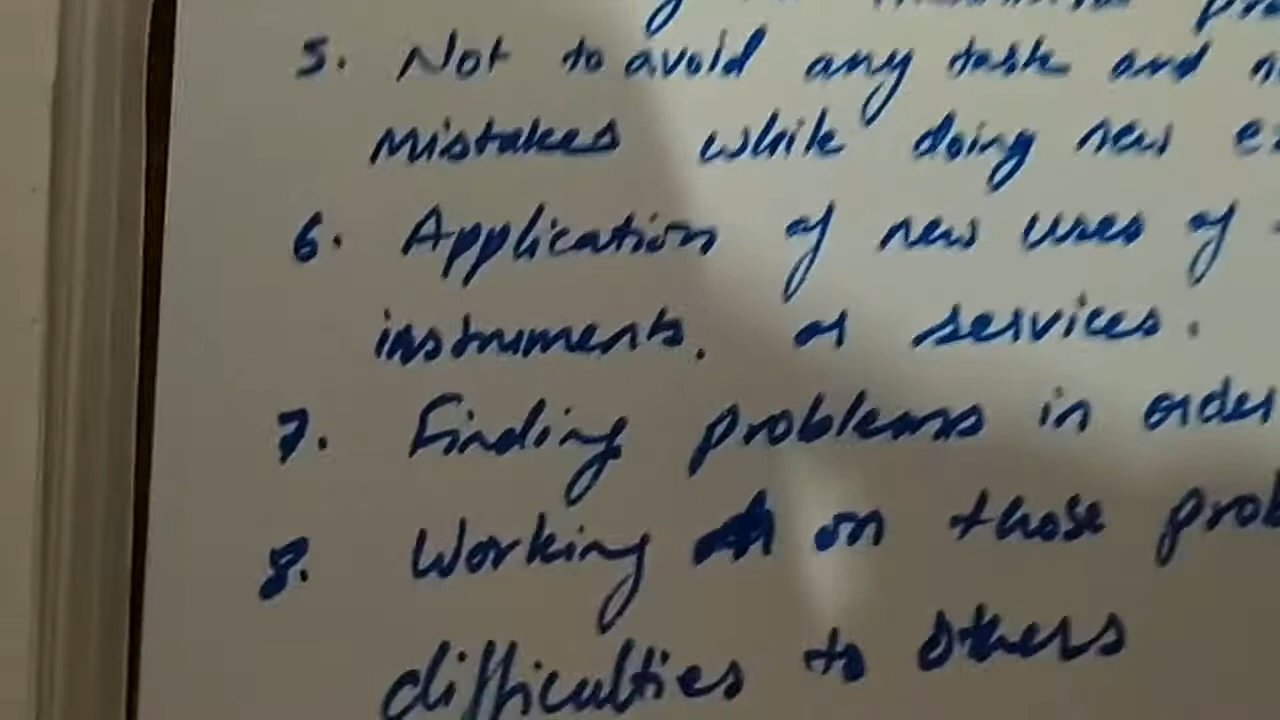 5. Not to avoid any task and
mistakes while doing new
6. Application of new uses of
instruments. or services.
7. Finding problems in order
8. Working on those
difficulties to others